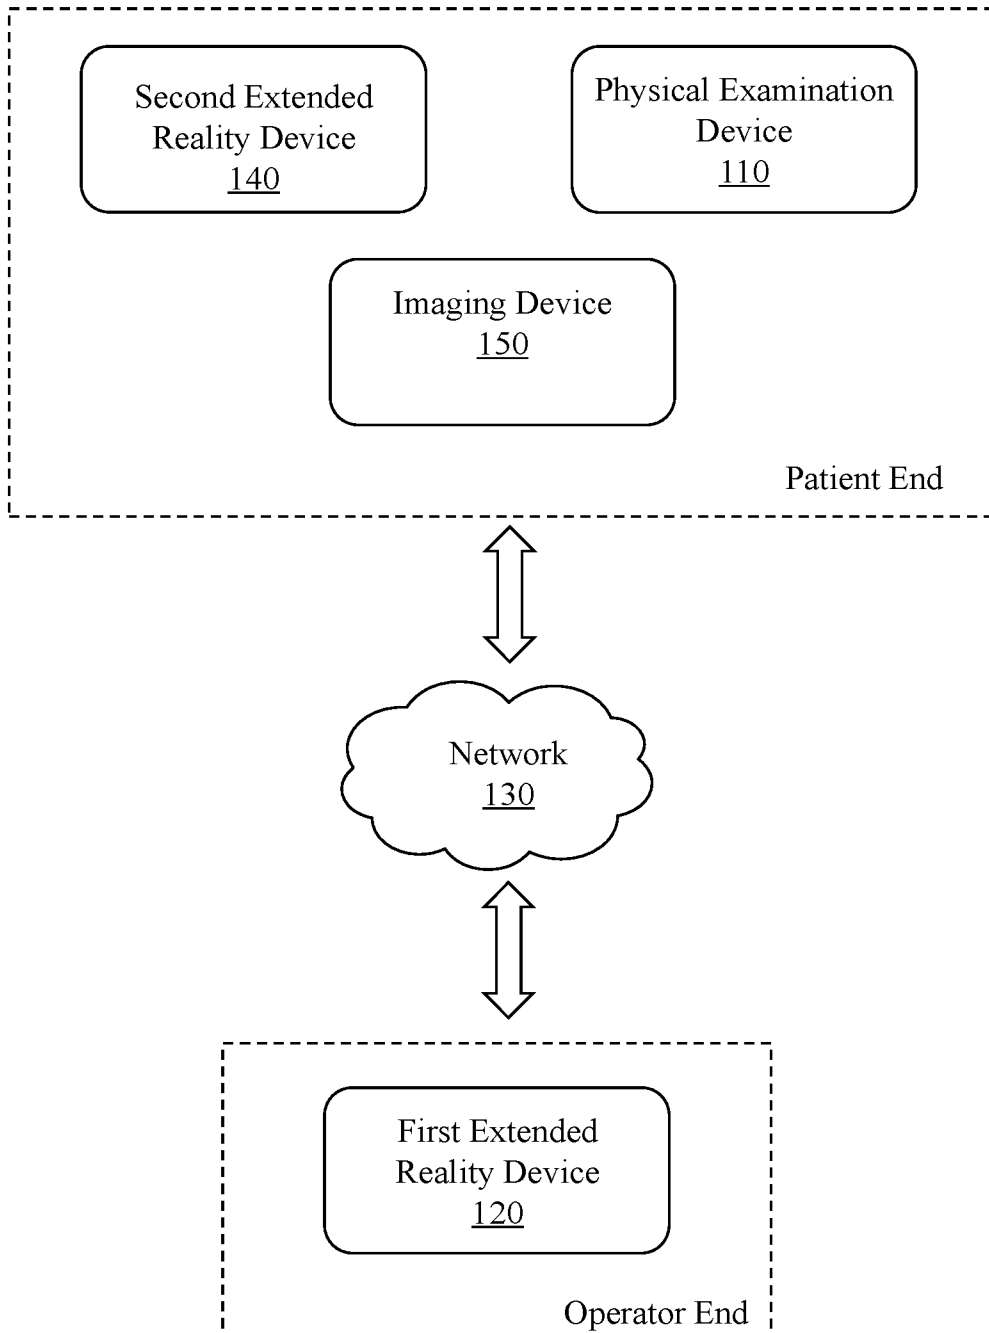 Second Extended
Reality Device
140
Physical Examination
Device
110
Imaging Device
150
Patient End
Network
130
First Extended
Reality Device
120
Operator End